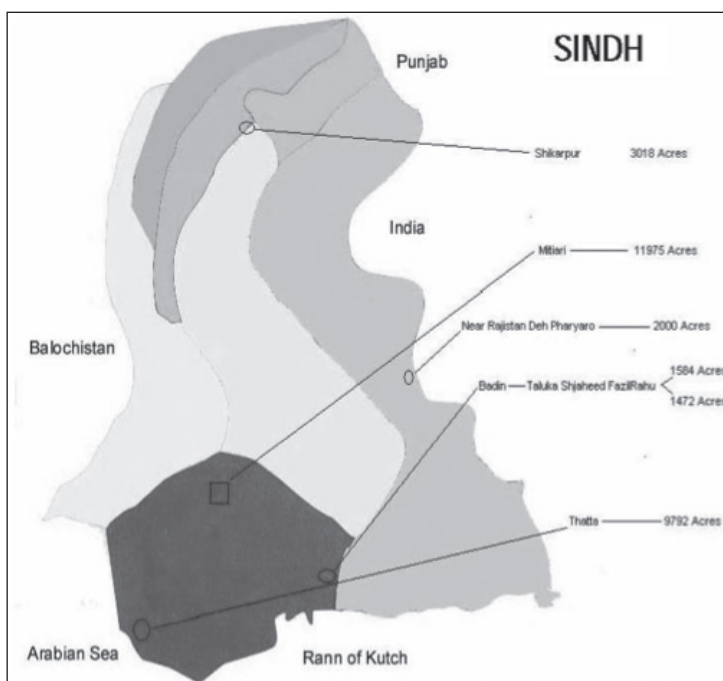 SINDH
Punjab
Shikarpur 3018 Acres
India
Mitiari 11975 Acres
Near Rajistan Deh Pharyaro 2000 Acres
Balochistan
1584 Acres
Badin Taluka Shjaheed FazilRahu
1472 Acres
Thatta 9792 Acres
Arabian Sea
Rann of Kutch